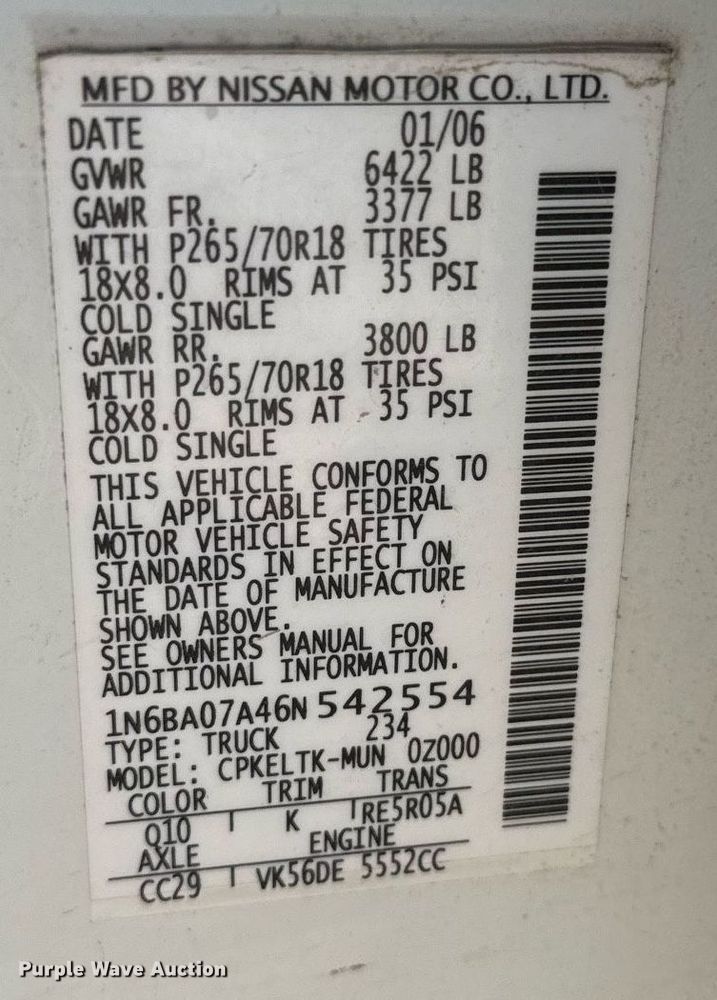 MFD BY NISSAN MOTOR CO., LTD.
DATE 01/06
GVWR 6422 LB
GAWR FR. 3377 LB
WITH P265/70R18 TIRES
18X8.0 RIMS AT 35 PSI
COLD SINGLE
GAWR RR. 3800 LB
WITH P265/70R18 TIRES
18X8.0 RIMS AT 35 PSI
COLD SINGLE
THIS VEHICLE CONFORMS TO
ALL APPLICABLE FEDERAL
MOTOR VEHICLE SAFETY
STANDARDS IN EFFECT ON
THE DATE OF MANUFACTURE
SHOWN ABOVE.
SEE OWNERS MANUAL FOR
ADDITIONAL INFORMATION.
1N6BA07A46N 542554
TYPE: TRUCK 234
MODEL: CPKELTK-MUN 0Z000
COLOR TRIM TRANS
Q10 K RE5R05A
AXLE ENGINE
CC29 VK56DE 5552CC
Purple Wave Auction